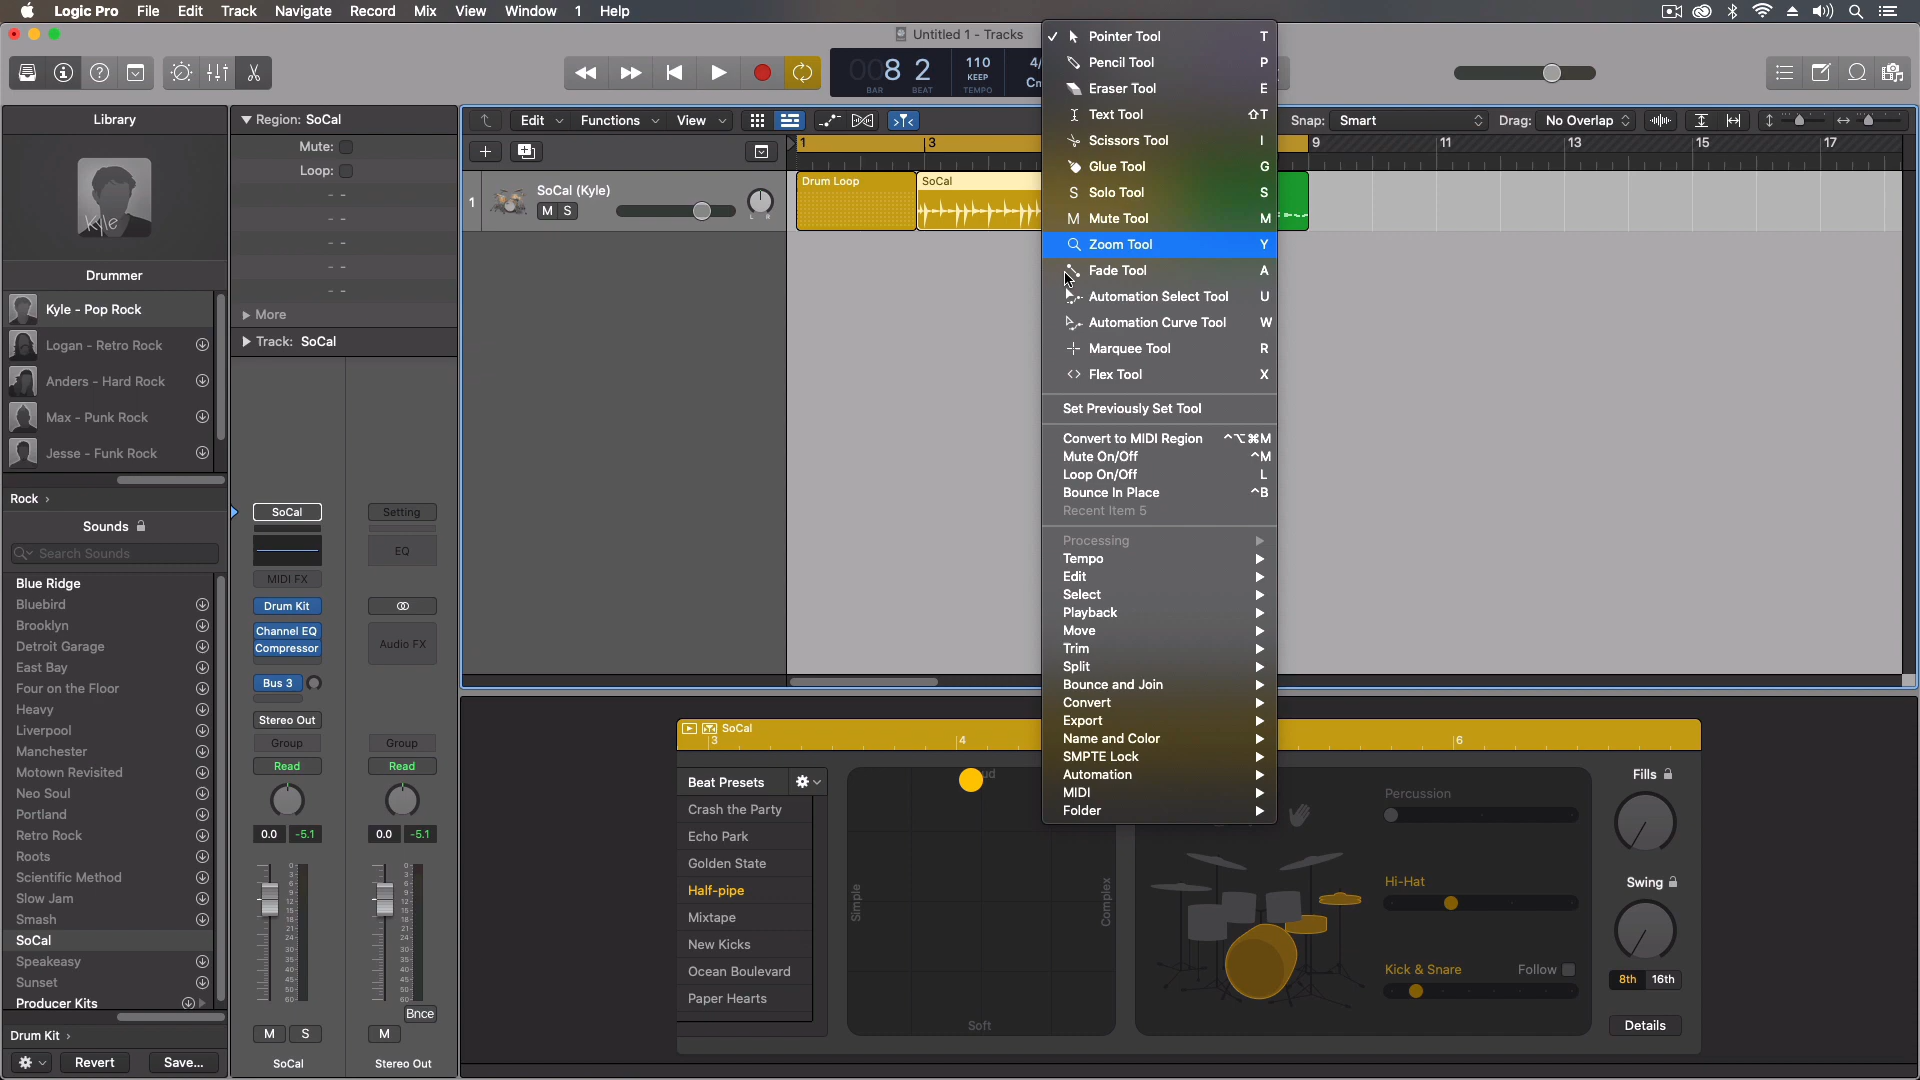 Logic Pro File Edit Track Navigate Record Mix View Window 1 Help
Untitled 1 - Tracks
008 2
BAR BEAT
110
KEEP
TEMPO
4/
Cm
Library
Kyle
Drummer
Kyle - Pop Rock
Logan - Retro Rock
Anders - Hard Rock
Max - Punk Rock
Jesse - Funk Rock
Rock ›
Sounds
Search Sounds
Blue Ridge
Bluebird
Brooklyn
Detroit Garage
East Bay
Four on the Floor
Heavy
Liverpool
Manchester
Motown Revisited
Neo Soul
Portland
Retro Rock
Roots
Scientific Method
Slow Jam
Smash
SoCal
Speakeasy
Sunset
Producer Kits
Drum Kit ›
Revert Save...
Region: SoCal
Mute:
Loop:
- -
- -
- -
- -
- -
More
Track: SoCal
SoCal
MIDI FX
Drum Kit
Channel EQ
Compressor
Bus 3
Stereo Out
Group
Read
0.0 -5.1
M S
SoCal
Setting
EQ
Audio FX
Group
Read
0.0 -5.1
Bnce
M
Stereo Out
Edit Functions View
Snap: Smart Drag: No Overlap
1 3 9 11 13 15 17
1
SoCal (Kyle)
M S
L R
Drum Loop
SoCal
Pointer Tool T
Pencil Tool P
Eraser Tool E
Text Tool ⇧T
Scissors Tool I
Glue Tool G
S Solo Tool S
M Mute Tool M
Zoom Tool Y
Fade Tool A
Automation Select Tool U
Automation Curve Tool W
Marquee Tool R
Flex Tool X
Set Previously Set Tool
Convert to MIDI Region ^⌥⌘M
Mute On/Off ^M
Loop On/Off L
Bounce In Place ^B
Recent Item 5
Processing
Tempo
Edit
Select
Playback
Move
Trim
Split
Bounce and Join
Convert
Export
Name and Color
SMPTE Lock
Automation
MIDI
Folder
SoCal
3 4 6
Beat Presets
Crash the Party
Echo Park
Golden State
Half-pipe
Mixtape
New Kicks
Ocean Boulevard
Paper Hearts
Simple
Complex
Soft
Percussion
Hi-Hat
Kick & Snare Follow
Fills
Swing
8th 16th
Details